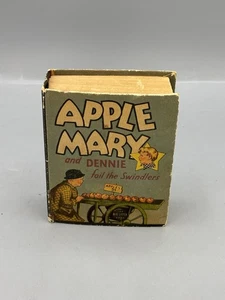 APPLE
MARY
and DENNIE
foil the Swindlers